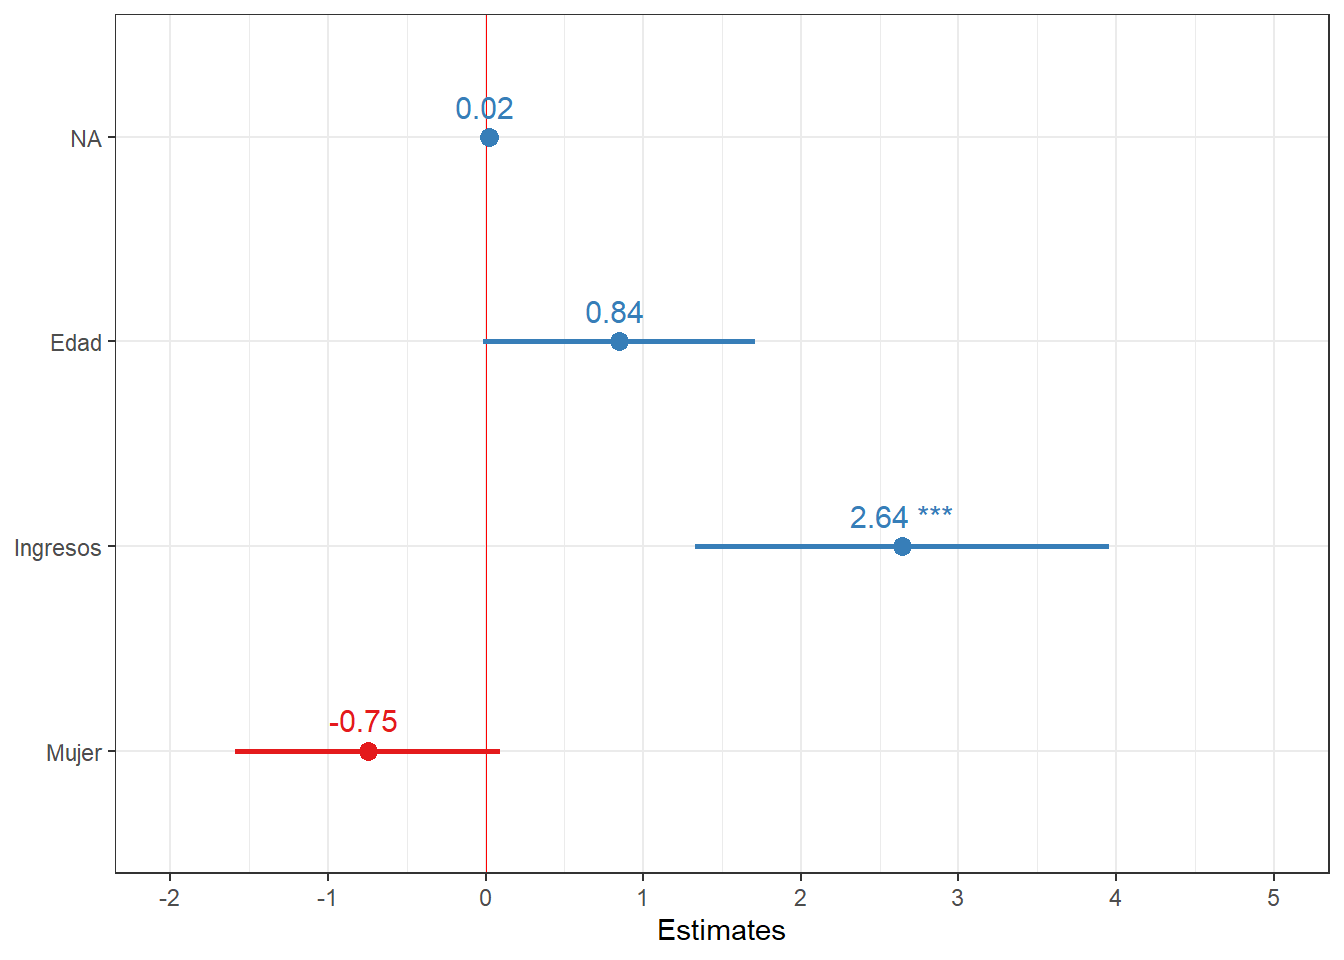 0.02
NA
0.84
Edad
2.64 ***
Ingresos
-0.75
Mujer
-2 -1 0 1 2 3 4 5
Estimates